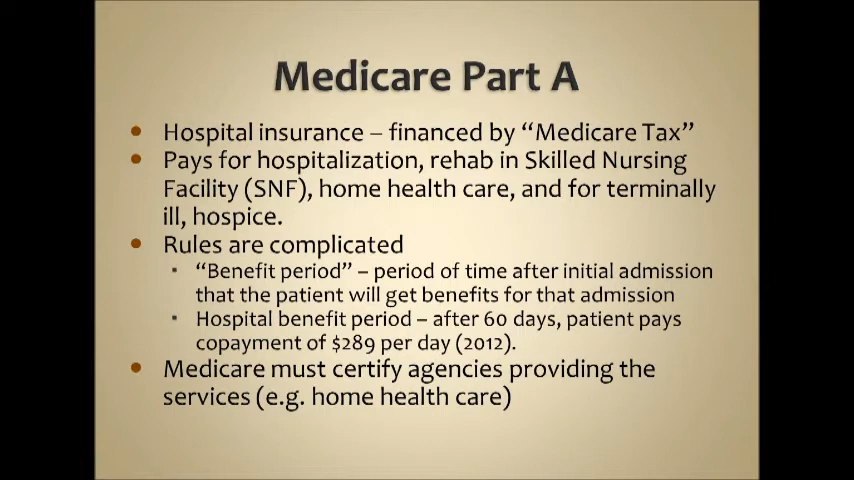 Medicare Part A
• Hospital insurance – financed by “Medicare Tax”
• Pays for hospitalization, rehab in Skilled Nursing
Facility (SNF), home health care, and for terminally
ill, hospice.
• Rules are complicated
▪ “Benefit period” – period of time after initial admission
that the patient will get benefits for that admission
▪ Hospital benefit period – after 60 days, patient pays
copayment of $289 per day (2012).
• Medicare must certify agencies providing the
services (e.g. home health care)